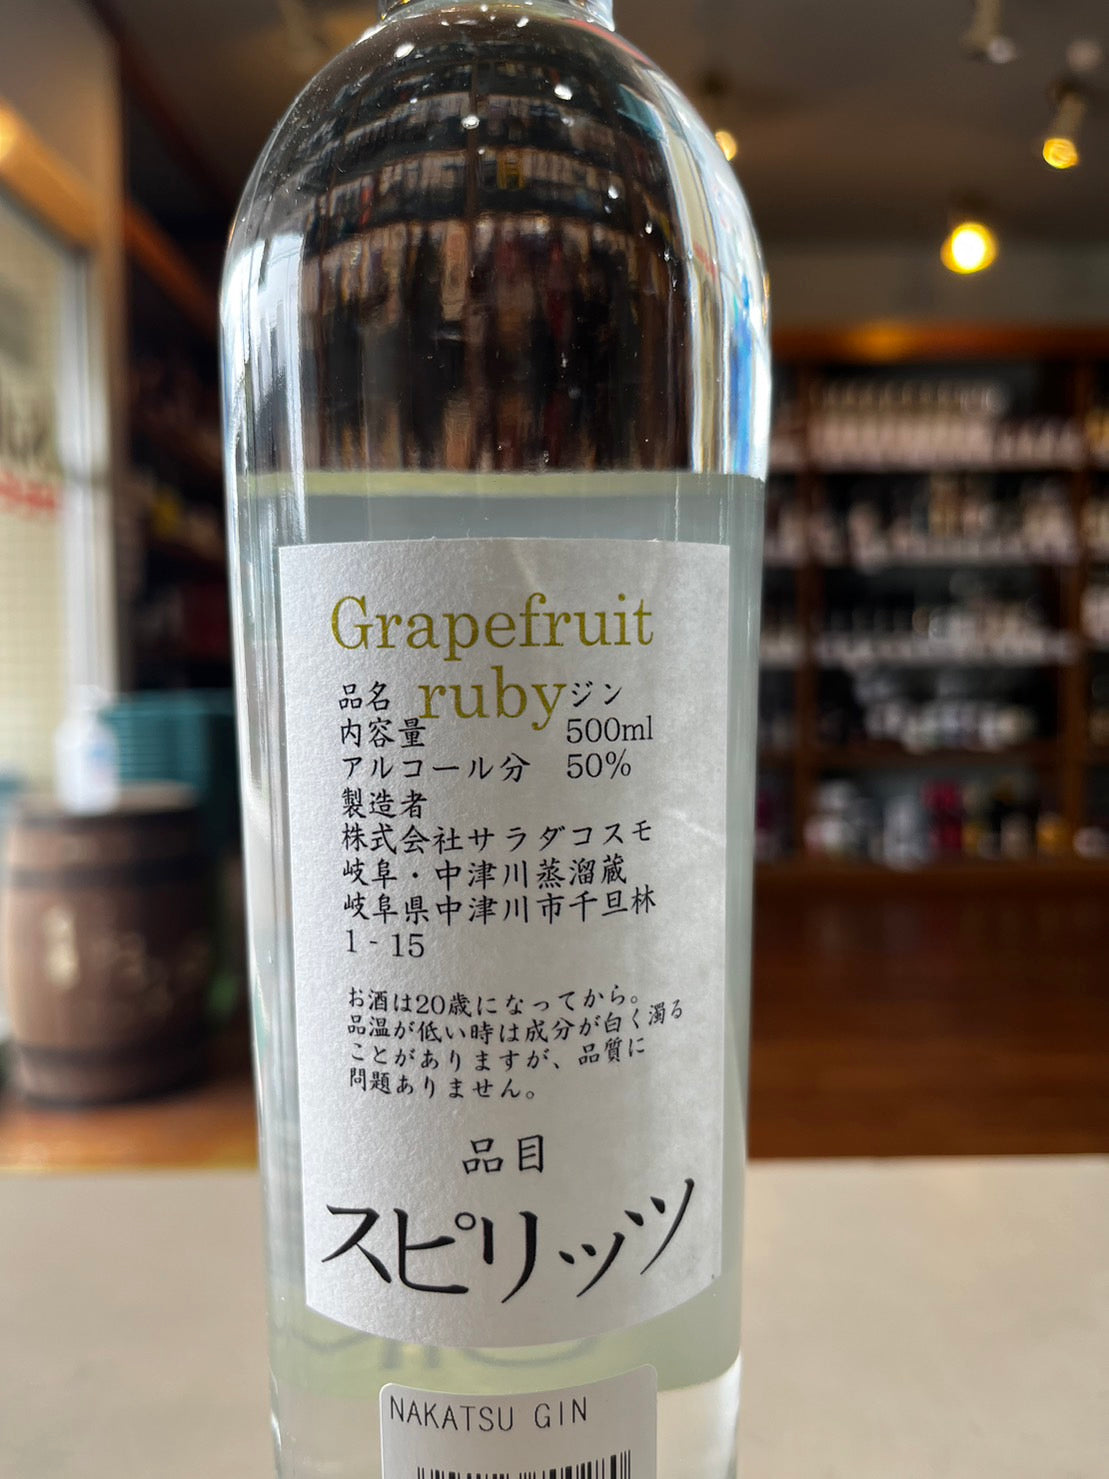 Grapefruit
ruby
品名 ジン
内容量 500ml
アルコール分 50%
製造者
株式会社サラダコスモ
岐阜・中津川蒸溜蔵
岐阜県中津川市千旦林
1 - 15
お酒は20歳になってから。
品温が低い時は成分が白く濁る
ことがありますが、品質に
問題ありません。
品目
スピリッツ
NAKATSU GIN